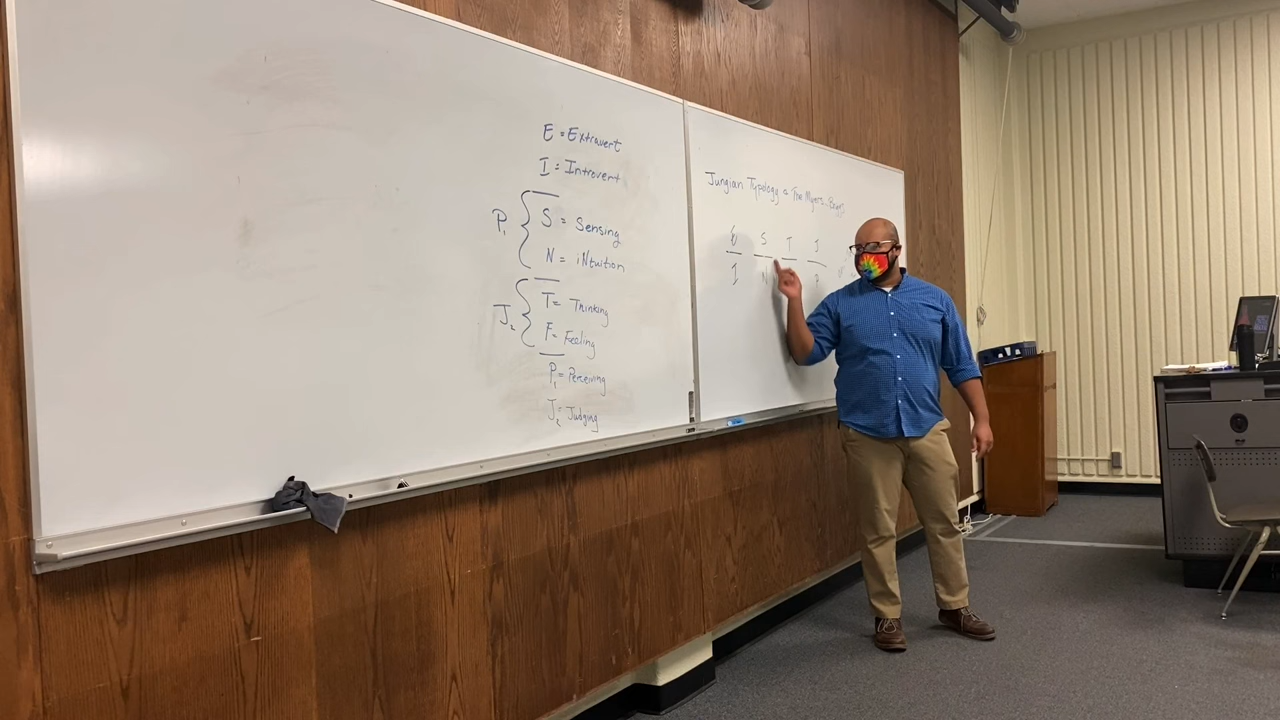 E = Extravert
I = Introvert
P₁ { S = Sensing
N = iNtuition
J₂ { T = Thinking
F = Feeling
P₁ = Perceiving
J₂ = Judging
Jungian Typology & The Myers-Briggs
S T J
I N P